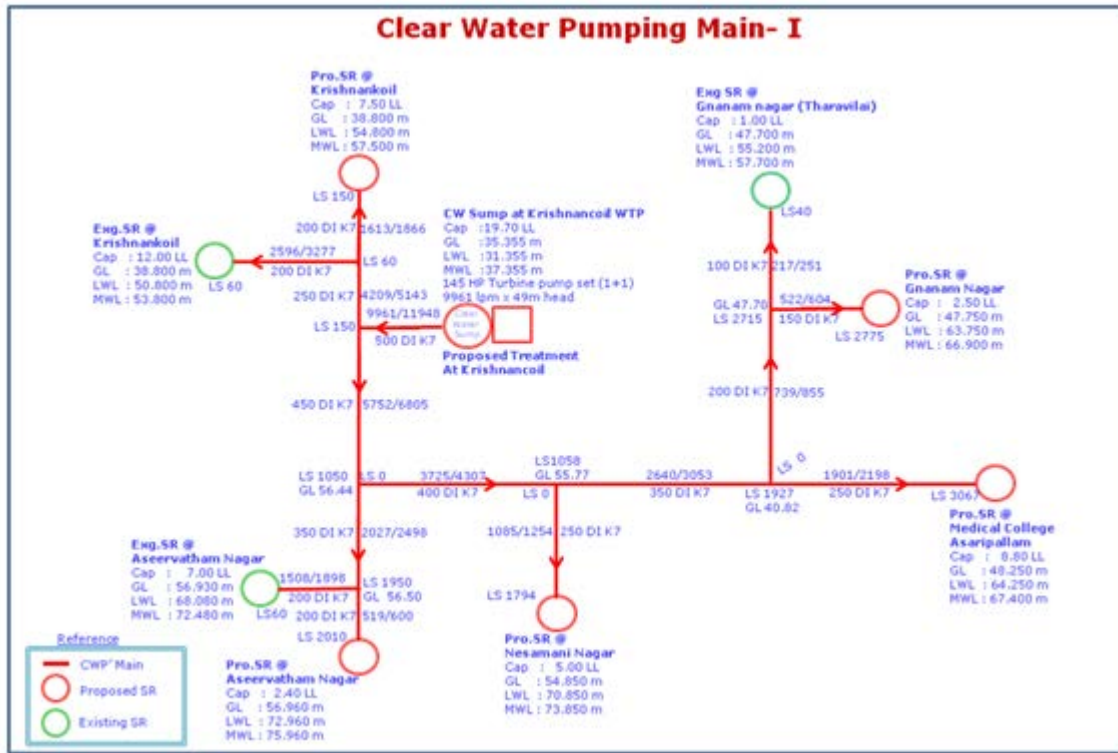 Clear Water Pumping Main- I
Pro.SR @
Krishnankoil
Cap : 7.50 LL
GL : 38.800 m
LWL : 54.800 m
MWL : 57.500 m
LS 150
200 DI K7 1613/1866
Exg.SR @
Krishnankoil
Cap : 12.00 LL
GL : 38.800 m
LWL : 50.800 m
MWL : 53.800 m
2596/3277
200 DI K7
LS 60
LS 60
250 DI K7 4209/5143
LS 150
CW Sump at Krishnancoil WTP
Cap :19.70 LL
GL : 35.355 m
LWL : 31.355 m
MWL : 37.355 m
145 HP Turbine pump set (1+1)
9961 lpm x 49m head
9961/11948
500 DI K7
Clear
Water
Sump
Proposed Treatment
At Krishnancoil
450 DI K7 5752/6805
Exg SR @
Gnanam nagar (Tharavilai)
Cap : 1.00 LL
GL : 47.700 m
LWL : 55.200 m
MWL : 57.700 m
LS40
100 DI K7 217/251
GL 47.70
LS 2715
522/604
150 DI K7
LS 2775
Pro.SR @
Gnanam Nagar
Cap : 2.50 LL
GL : 47.750 m
LWL : 63.750 m
MWL : 66.900 m
200 DI K7 739/855
LS 1050
GL 56.44
LS 0
3725/4307
400 DI K7
LS1058
GL 55.77
LS 0
2640/3053
350 DI K7
LS 0
LS 1927
GL 40.82
1901/2198
250 DI K7
LS 3067
Pro.SR @
Medical College
Asaripallam
Cap : 8.80 LL
GL : 48.250 m
LWL : 64.250 m
MWL : 67.400 m
350 DI K7 2027/2498
1085/1254 250 DI K7
LS 1794
Pro.SR @
Nesamani Nagar
Cap : 5.00 LL
GL : 54.850 m
LWL : 70.850 m
MWL : 73.850 m
Exg.SR @
Aseervatham Nagar
Cap : 7.00 LL
GL : 56.930 m
LWL : 68.080 m
MWL : 72.480 m
1508/1898
200 DI K7
LS60
LS 1950
GL 56.50
200 DI K7 519/600
LS 2010
Pro.SR @
Aseervatham Nagar
Cap : 2.40 LL
GL : 56.960 m
LWL : 72.960 m
MWL : 75.960 m
Reference
CWP' Main
Proposed SR
Existing SR